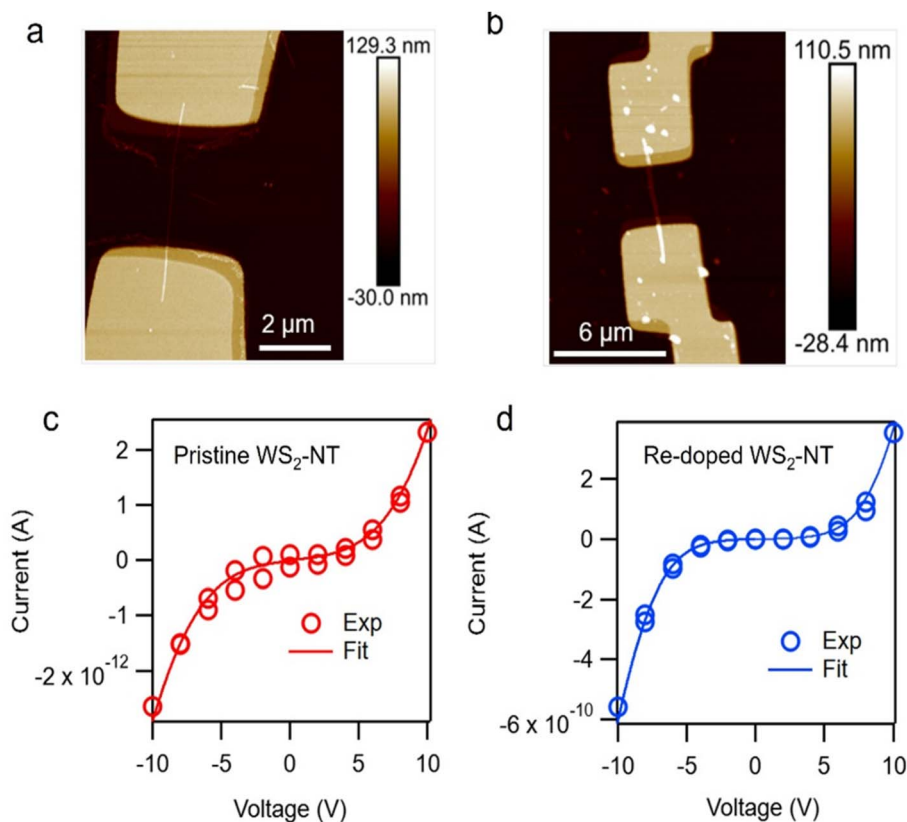 a
129.3 nm
-30.0 nm
2 μm
b
110.5 nm
-28.4 nm
6 μm
c
Pristine WS₂-NT
Current (A)
2
1
0
-1
-2 x 10⁻¹²
Exp
Fit
-10 -5 0 5 10
Voltage (V)
d
Re-doped WS₂-NT
Current (A)
2
0
-2
-4
-6 x 10⁻¹⁰
Exp
Fit
-10 -5 0 5 10
Voltage (V)